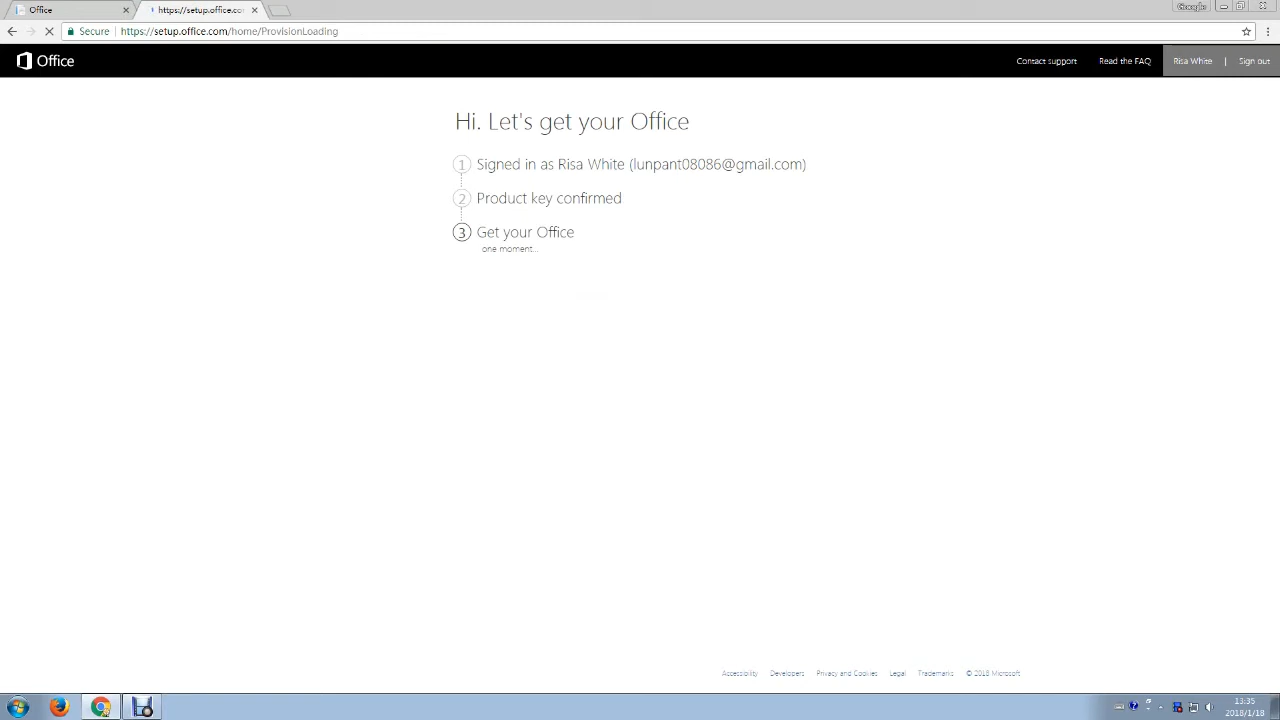 Office
https://setup.office.co
Secure
https://setup.office.com/home/ProvisionLoading
Office
Contact support
Read the FAQ
Risa White
|
Sign out
Hi. Let's get your Office
1 Signed in as Risa White (lunpant08086@gmail.com)
2 Product key confirmed
3 Get your Office
one moment...
Accessibility
Developers
Privacy and Cookies
Legal
Trademarks
© 2018 Microsoft
13:35
2018/1/18